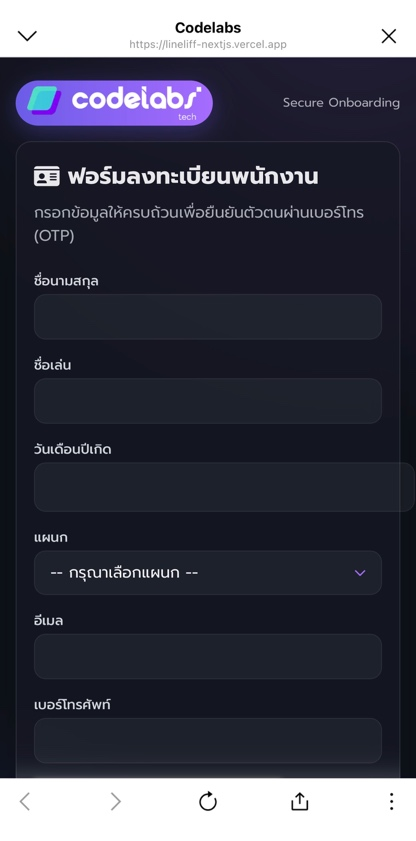 Codelabs
https://lineliff-nextjs.vercel.app
codelabs
tech
Secure Onboarding
ฟอร์มลงทะเบียนพนักงาน
กรอกข้อมูลให้ครบถ้วนเพื่อยืนยันตัวตนผ่านเบอร์โทร
(OTP)
ชื่อนามสกุล
ชื่อเล่น
วันเดือนปีเกิด
แผนก
-- กรุณาเลือกแผนก --
อีเมล
เบอร์โทรศัพท์